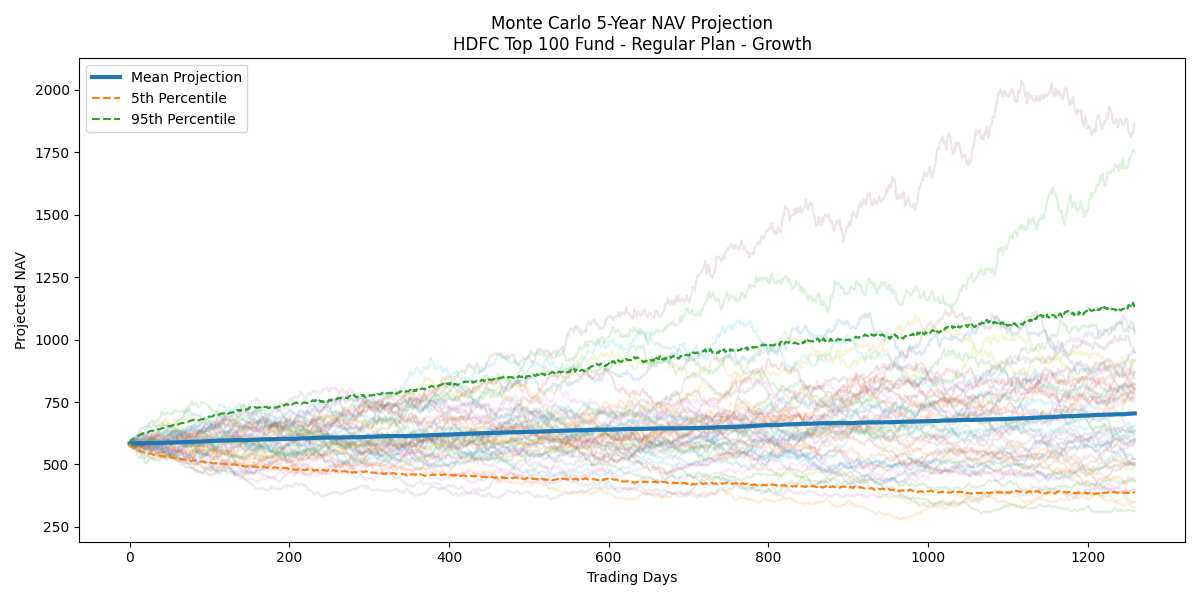 Monte Carlo 5-Year NAV Projection
HDFC Top 100 Fund - Regular Plan - Growth
Mean Projection
5th Percentile
95th Percentile
Projected NAV
2000
1750
1500
1250
1000
750
500
250
0 200 400 600 800 1000 1200
Trading Days